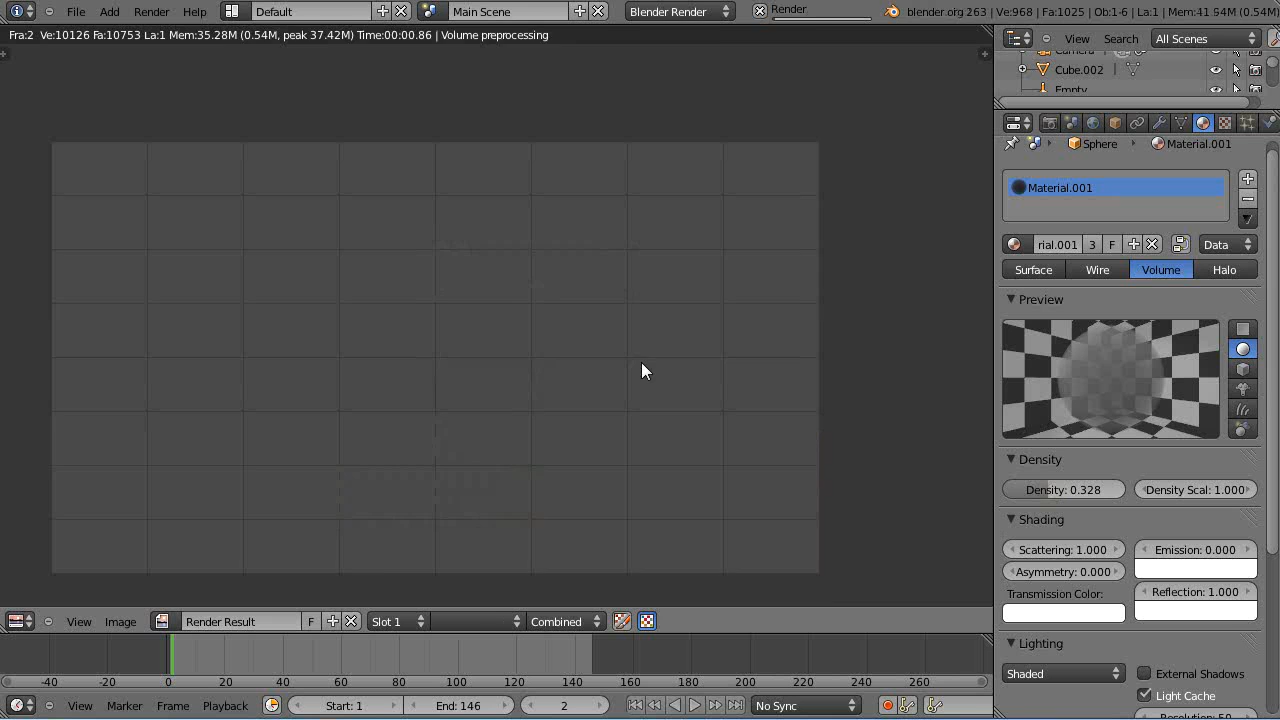 File Add Render Help Default Main Scene Blender Render Render blender.org 263 | Ve:968 | Fa:1025 | Ob:1-6 | La:1 | Mem:41.94M (0.54M)
Fra:2 Ve:10126 Fa:10753 La:1 Mem:35.28M (0.54M, peak 37.42M) Time:00:00.86 | Volume preprocessing
View Search All Scenes
Camera
Cube.002
Empty
Sphere Material.001
Material.001
rial.001 3 F Data
Surface Wire Volume Halo
Preview
Density
Density: 0.328 Density Scal: 1.000
Shading
Scattering: 1.000 Emission: 0.000
Asymmetry: 0.000
Transmission Color: Reflection: 1.000
Lighting
Shaded External Shadows
Light Cache
Resolution: 50
View Image Render Result F Slot 1 Combined
-40 -20 0 20 40 60 80 100 120 140 160 180 200 220 240 260
View Marker Frame Playback Start: 1 End: 146 2 No Sync